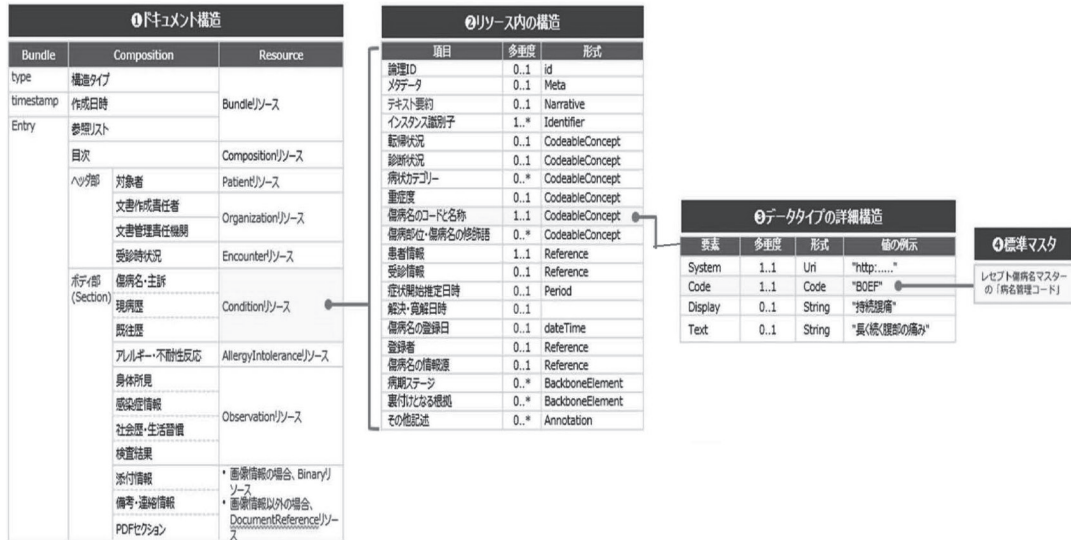 ❶ドキュメント構造
Bundle Composition Resource
type 構造タイプ Bundleリソース
timestamp 作成日時
Entry 参照リスト
目次 Compositionリソース
ヘッダ部 対象者 Patientリソース
文書作成責任者 Organizationリソース
文書管理責任機関
受診時状況 Encounterリソース
ボディ部 (Section) 傷病名・主訴 Conditionリソース
現病歴
既往歴
アレルギー・不耐性反応 AllergyIntoleranceリソース
身体所見 Observationリソース
感染症情報
社会歴・生活習慣
検査結果
添付情報
備考・連絡情報
PDFセクション
• 画像情報の場合、Binaryリ
ソース
• 画像情報以外の場合、
DocumentReferenceリソー
ス
❷リソース内の構造
項目 多重度 形式
論理ID 0..1 id
メタデータ 0..1 Meta
テキスト要約 0..1 Narrative
インスタンス識別子 1..* Identifier
転帰状況 0..1 CodeableConcept
診断状況 0..1 CodeableConcept
病状カテゴリー 0..* CodeableConcept
重症度 0..1 CodeableConcept
傷病名のコードと名称 1..1 CodeableConcept
傷病部位・傷病名の修飾語 0..* CodeableConcept
患者情報 1..1 Reference
受診情報 0..1 Reference
症状開始推定日時 0..1 Period
解決・寛解日時 0..1
傷病名の登録日 0..1 dateTime
登録者 0..1 Reference
傷病名の情報源 0..1 Reference
病期ステージ 0..* BackboneElement
裏付けとなる根拠 0..* BackboneElement
その他記述 0..* Annotation
❸データタイプの詳細構造
要素 多重度 形式 値の例示
System 1..1 Uri "http:....."
Code 1..1 Code "B0EF"
Display 0..1 String "持続腹痛"
Text 0..1 String "長く続く腹部の痛み"
❹標準マスタ
レセプト傷病名マスター
の「病名管理コード」